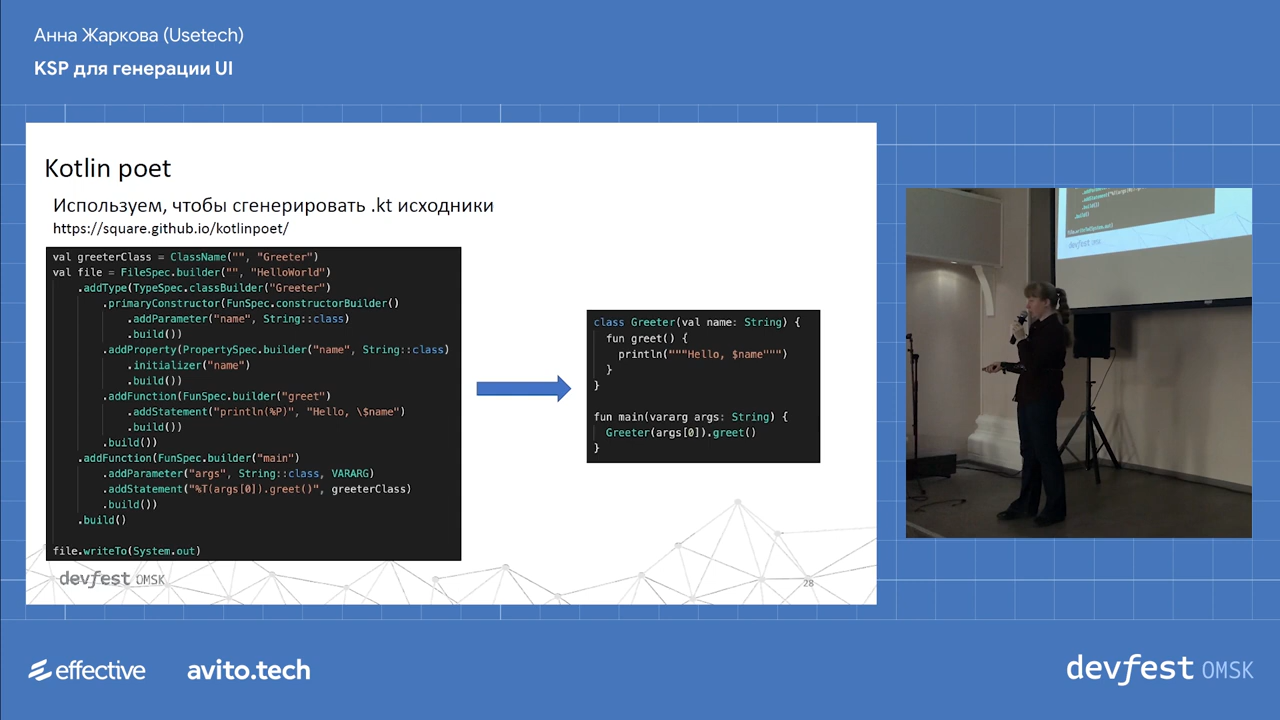 Анна Жаркова (Usetech)
KSP для генерации UI
Kotlin poet
Используем, чтобы сгенерировать .kt исходники
https://square.github.io/kotlinpoet/
val greeterClass = ClassName("", "Greeter")
val file = FileSpec.builder("", "HelloWorld")
.addType(TypeSpec.classBuilder("Greeter")
.primaryConstructor(FunSpec.constructorBuilder()
.addParameter("name", String::class)
.build())
.addProperty(PropertySpec.builder("name", String::class)
.initializer("name")
.build())
.addFunction(FunSpec.builder("greet")
.addStatement("println(%P)", "Hello, \$name")
.build())
.build())
.addFunction(FunSpec.builder("main")
.addParameter("args", String::class, VARARG)
.addStatement("%T(args[0]).greet()", greeterClass)
.build())
.build()
file.writeTo(System.out)
class Greeter(val name: String) {
fun greet() {
println("""Hello, $name""")
}
}
fun main(vararg args: String) {
Greeter(args[0]).greet()
}
devfest OMSK
28
effective
avito.tech
devfest OMSK